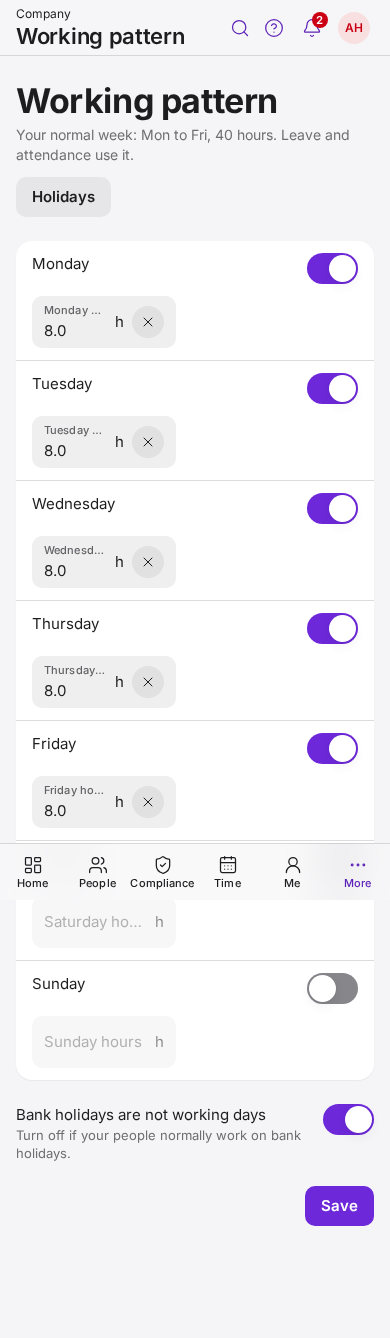 Company
Working pattern
2
AH
Working pattern
Your normal week: Mon to Fri, 40 hours. Leave and
attendance use it.
Holidays
Monday
Monday ...
8.0
h
Tuesday
Tuesday ...
8.0
h
Wednesday
Wednesd...
8.0
h
Thursday
Thursday...
8.0
h
Friday
Friday ho...
8.0
h
Home
People
Compliance
Time
Me
More
Saturday ho...
h
Sunday
Sunday hours
h
Bank holidays are not working days
Turn off if your people normally work on bank
holidays.
Save